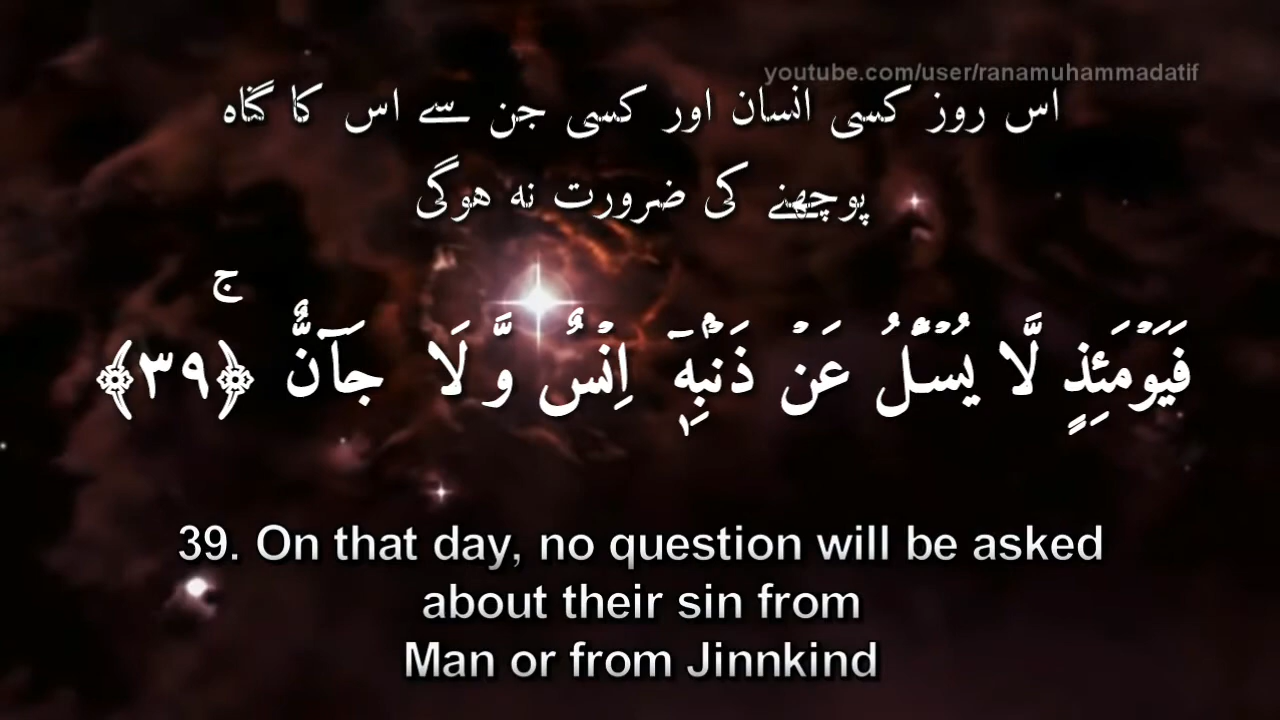 youtube.com/user/ranamuhammadatif
اس روز کسی انسان اور کسی جن سے اس کا گناہ
پوچھنے کی ضرورت نہ ہوگی
فَيَوۡمَئِذٍ لَّا يُسۡـَٔـلُ عَنۡ ذَنۡۢبِهٖۤ اِنۡسٌ وَّلَا جَآنٌّ‌ ۚ ﴿۳۹﴾
39. On that day, no question will be asked
about their sin from
Man or from Jinnkind